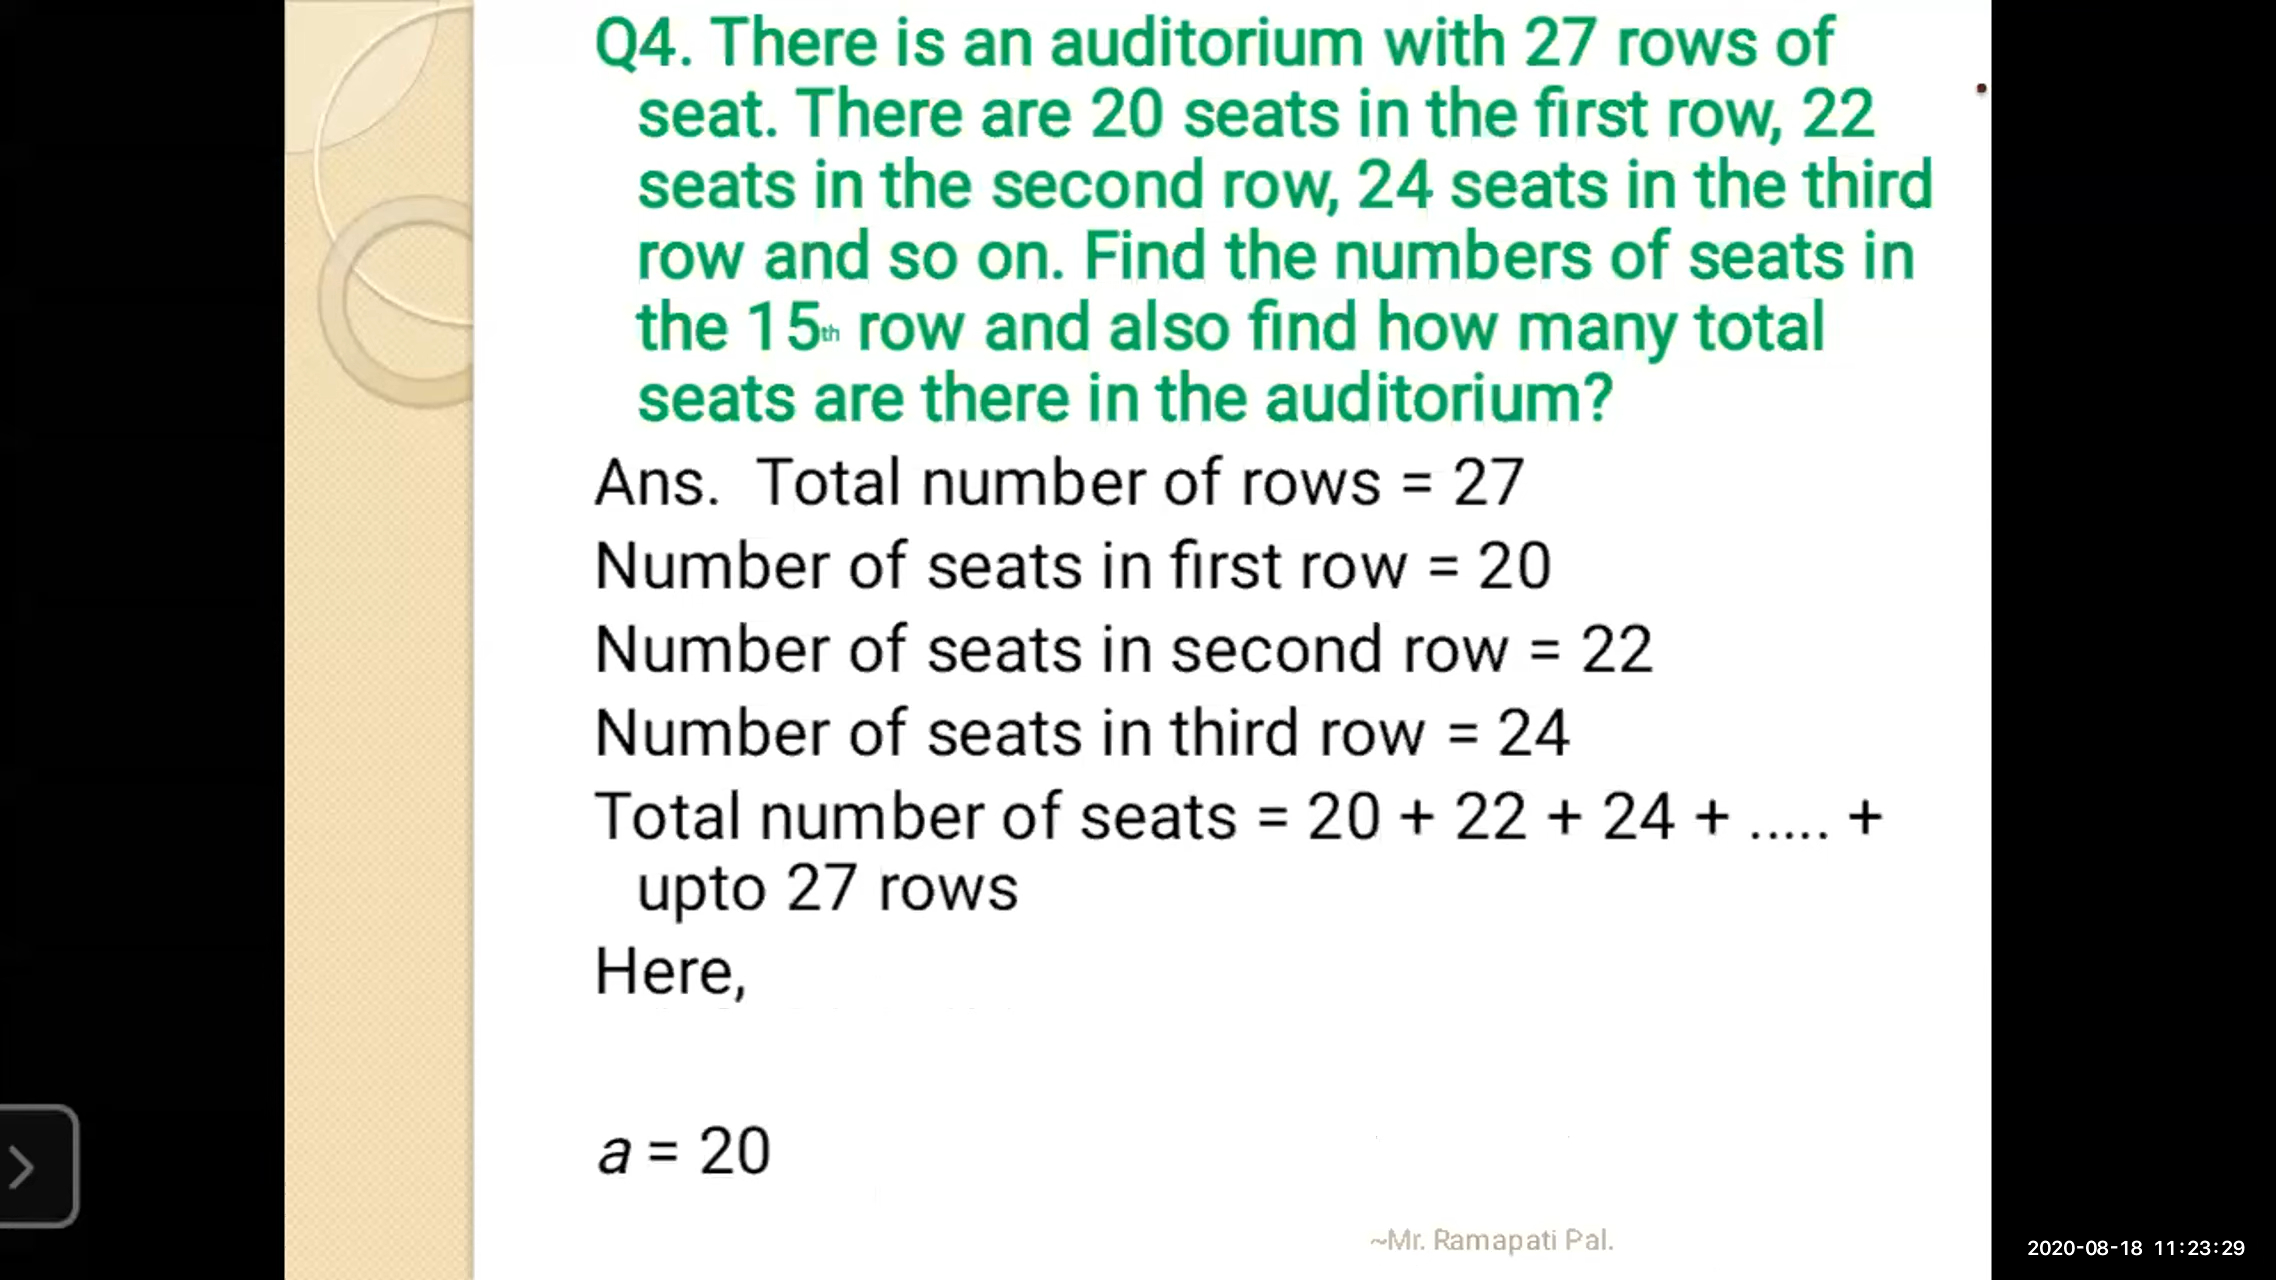 Q4. There is an auditorium with 27 rows of
seat. There are 20 seats in the first row, 22
seats in the second row, 24 seats in the third
row and so on. Find the numbers of seats in
the 15th row and also find how many total
seats are there in the auditorium?
Ans. Total number of rows = 27
Number of seats in first row = 20
Number of seats in second row = 22
Number of seats in third row = 24
Total number of seats = 20 + 22 + 24 + ..... +
upto 27 rows
Here,
a = 20
~Mr. Ramapati Pal.
2020-08-18 11:23:29